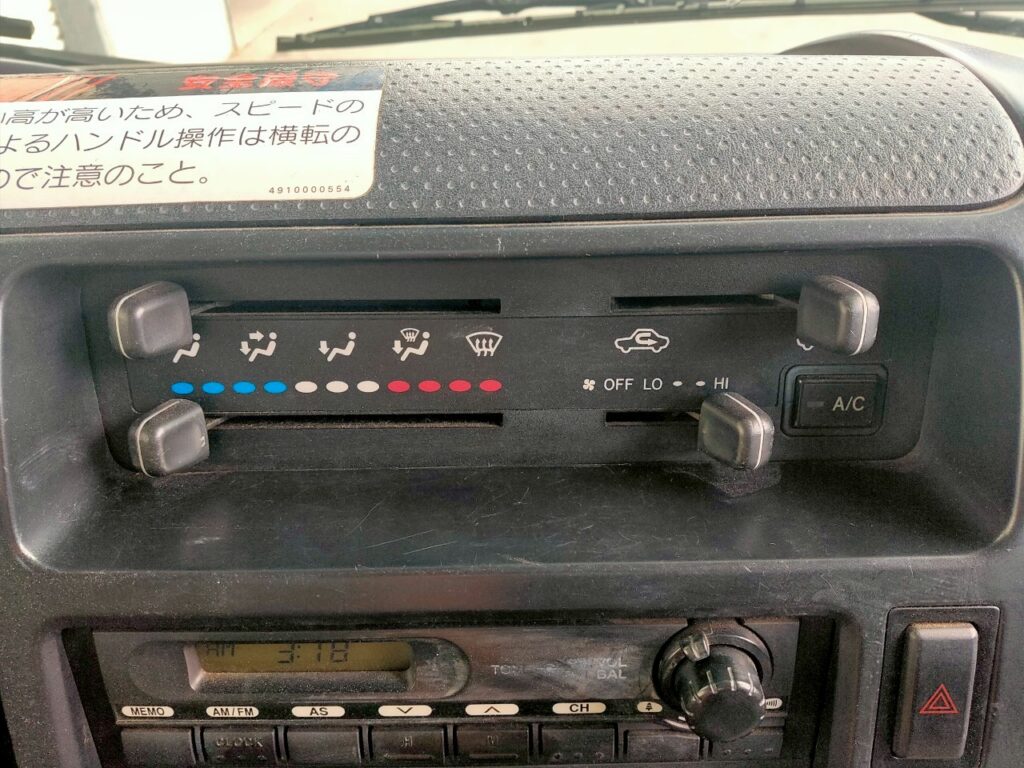 高が高いため、スピードの
よるハンドル操作は横転の
ので注意のこと。
4910000554
OFF LO HI
A/C
AM 3:18
VOL
BAL
MEMO AM/FM AS CH
CLOCK